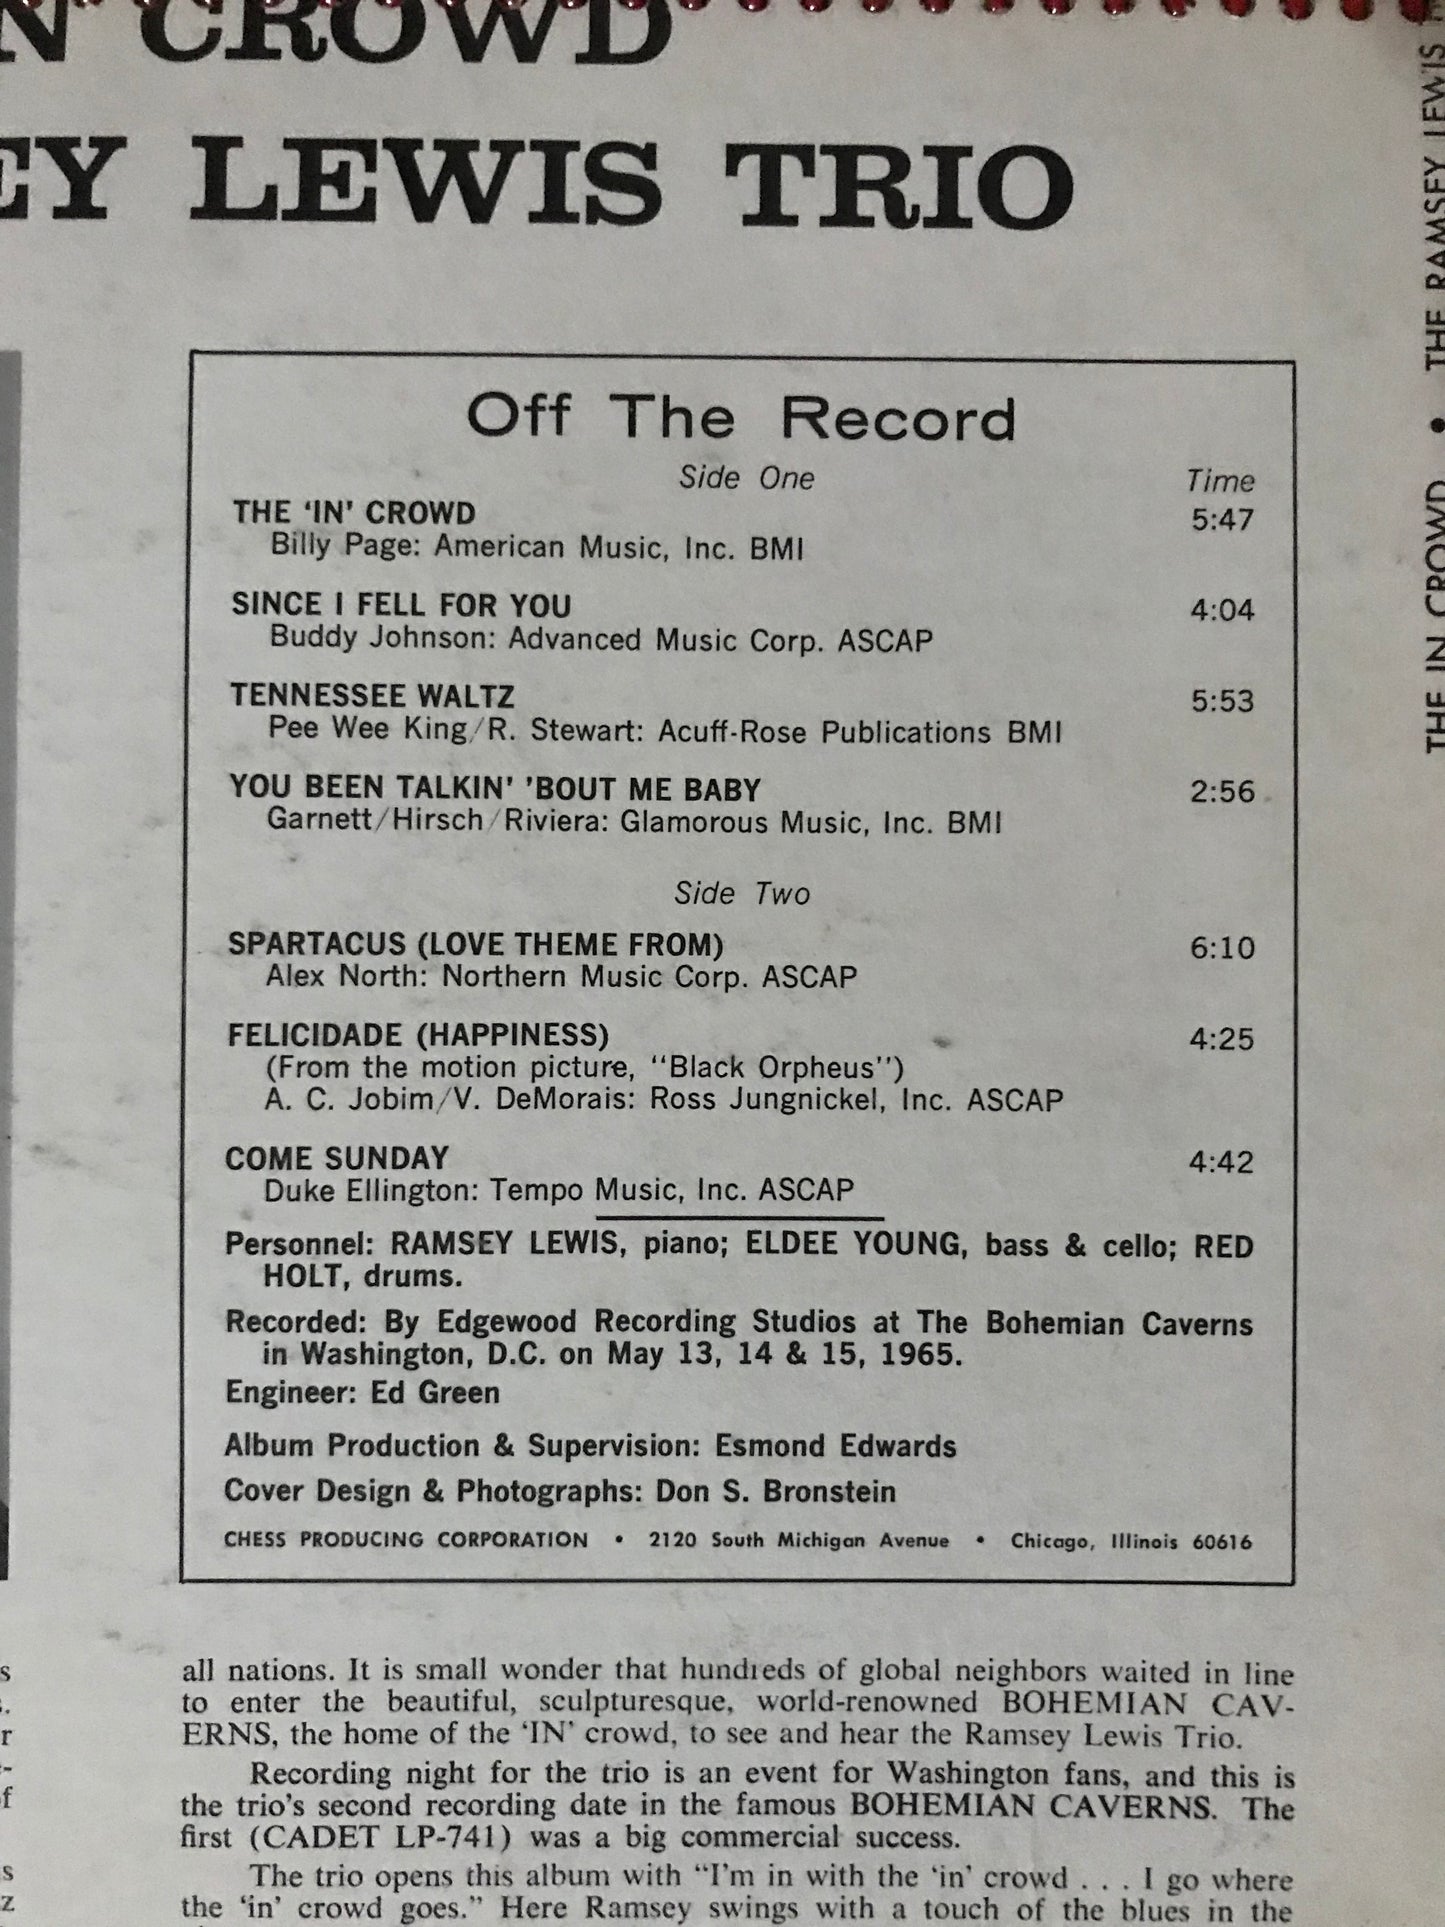 CROWD
LEWIS TRIO
Off The Record
Side One Time
THE ‘IN’ CROWD 5:47
Billy Page: American Music, Inc. BMI
SINCE I FELL FOR YOU 4:04
Buddy Johnson: Advanced Music Corp. ASCAP
TENNESSEE WALTZ 5:53
Pee Wee King/R. Stewart: Acuff-Rose Publications BMI
YOU BEEN TALKIN’ ’BOUT ME BABY 2:56
Garnett/Hirsch/Riviera: Glamorous Music, Inc. BMI
Side Two
SPARTACUS (LOVE THEME FROM) 6:10
Alex North: Northern Music Corp. ASCAP
FELICIDADE (HAPPINESS) 4:25
(From the motion picture, “Black Orpheus”)
A. C. Jobim/V. DeMorais: Ross Jungnickel, Inc. ASCAP
COME SUNDAY 4:42
Duke Ellington: Tempo Music, Inc. ASCAP
Personnel: RAMSEY LEWIS, piano; ELDEE YOUNG, bass & cello; RED
HOLT, drums.
Recorded: By Edgewood Recording Studios at The Bohemian Caverns
in Washington, D.C. on May 13, 14 & 15, 1965.
Engineer: Ed Green
Album Production & Supervision: Esmond Edwards
Cover Design & Photographs: Don S. Bronstein
CHESS PRODUCING CORPORATION • 2120 South Michigan Avenue • Chicago, Illinois 60616
all nations. It is small wonder that hundreds of global neighbors waited in line
to enter the beautiful, sculpturesque, world-renowned BOHEMIAN CAV-
ERNS, the home of the ‘IN’ crowd, to see and hear the Ramsey Lewis Trio.
Recording night for the trio is an event for Washington fans, and this is
the trio’s second recording date in the famous BOHEMIAN CAVERNS. The
first (CADET LP-741) was a big commercial success.
The trio opens this album with “I’m in with the ‘in’ crowd . . . I go where
the ‘in’ crowd goes.” Here Ramsey swings with a touch of the blues in the
THE IN CROWD • THE RAMSEY LEWIS